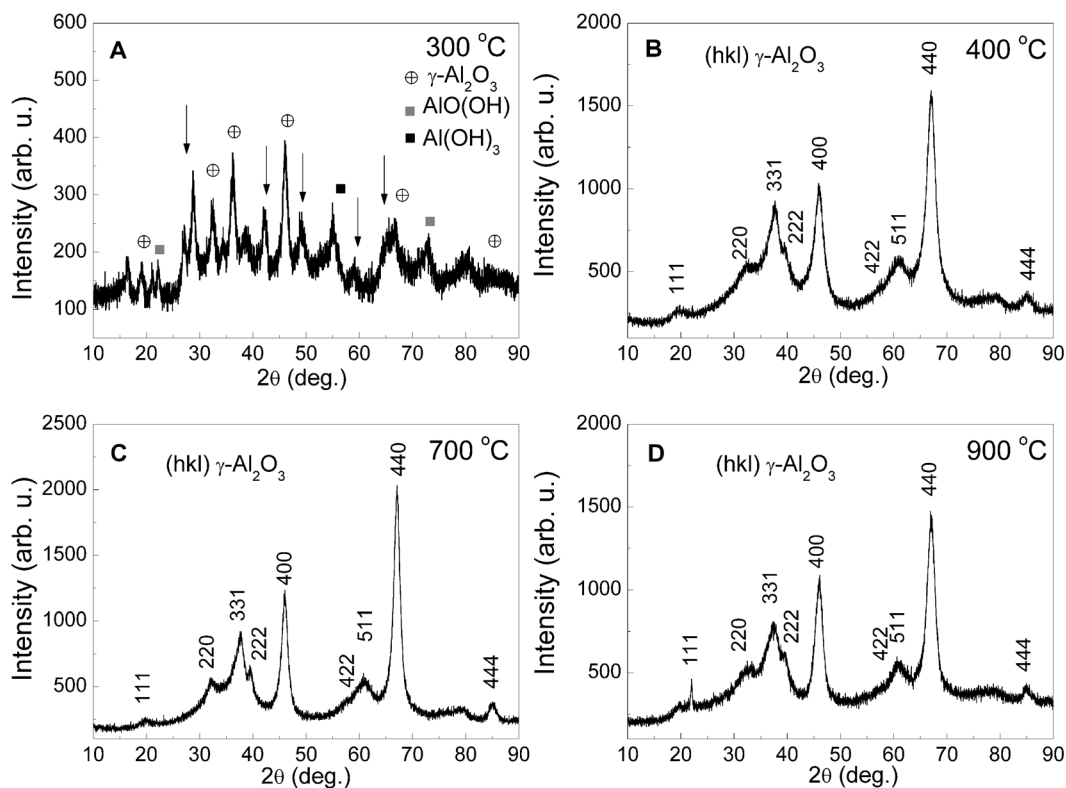 A
300 °C
⊕ γ-Al2O3
■ AlO(OH)
■ Al(OH)3
Intensity (arb. u.)
600
500
400
300
200
100
10 20 30 40 50 60 70 80 90
2θ (deg.)
B
(hkl) γ-Al2O3
400 °C
Intensity (arb. u.)
2000
1500
1000
500
0
111
220
331
222
400
422
511
440
444
10 20 30 40 50 60 70 80 90
2θ (deg.)
C
(hkl) γ-Al2O3
700 °C
Intensity (arb. u.)
2500
2000
1500
1000
500
111
220
331
222
400
422
511
440
444
10 20 30 40 50 60 70 80 90
2θ (deg.)
D
(hkl) γ-Al2O3
900 °C
Intensity (arb. u.)
2000
1500
1000
500
0
111
220
331
222
400
422
511
440
444
10 20 30 40 50 60 70 80 90
2θ (deg.)